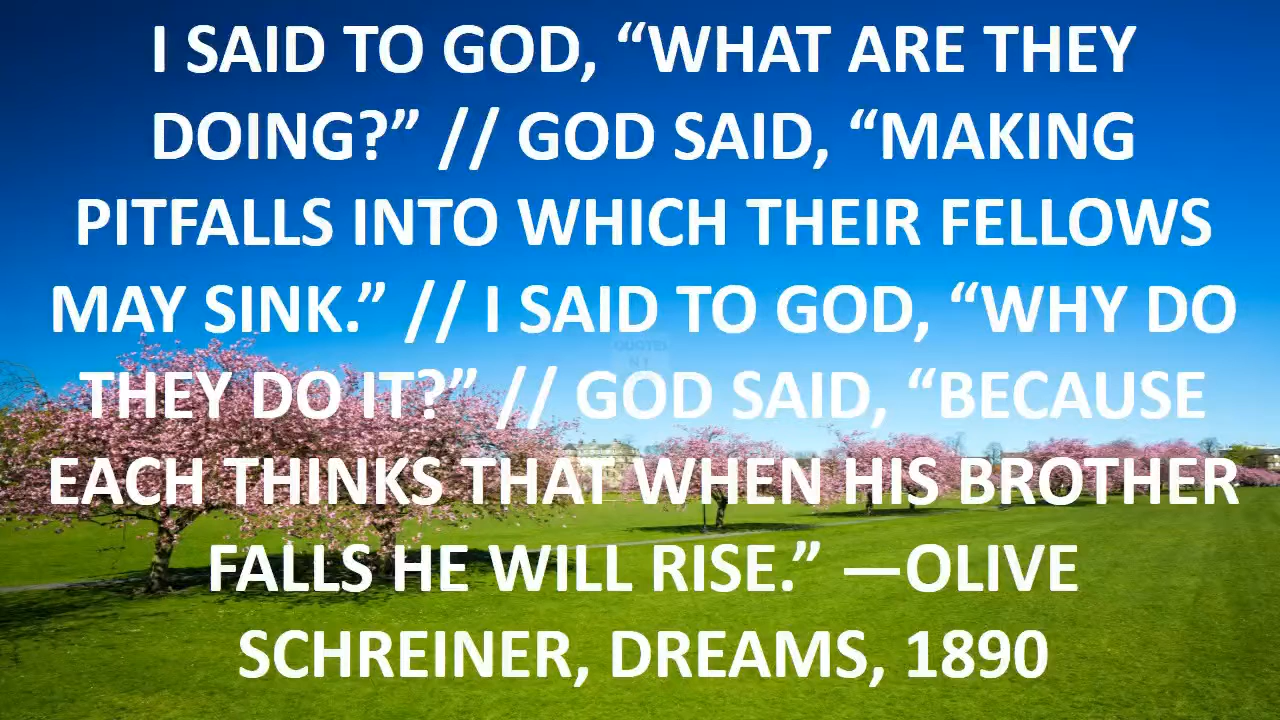 I SAID TO GOD, “WHAT ARE THEY
DOING?” // GOD SAID, “MAKING
PITFALLS INTO WHICH THEIR FELLOWS
MAY SINK.” // I SAID TO GOD, “WHY DO
THEY DO IT?” // GOD SAID, “BECAUSE
EACH THINKS THAT WHEN HIS BROTHER
FALLS HE WILL RISE.” —OLIVE
SCHREINER, DREAMS, 1890